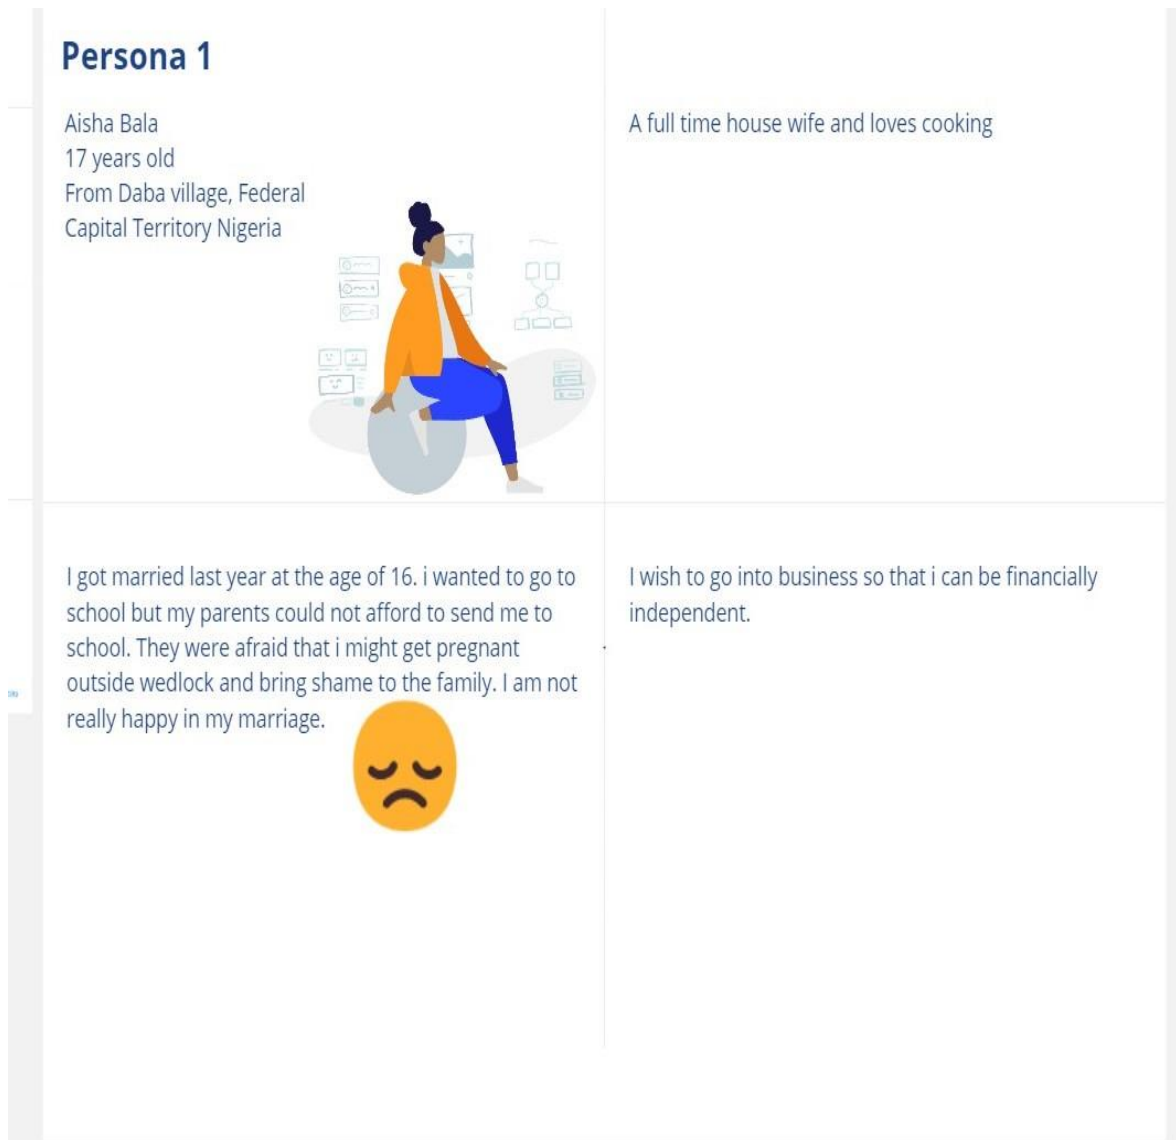 Persona 1
Aisha Bala
17 years old
From Daba village, Federal
Capital Territory Nigeria
A full time house wife and loves cooking
I got married last year at the age of 16. i wanted to go to
school but my parents could not afford to send me to
school. They were afraid that i might get pregnant
outside wedlock and bring shame to the family. I am not
really happy in my marriage.
I wish to go into business so that i can be financially
independent.